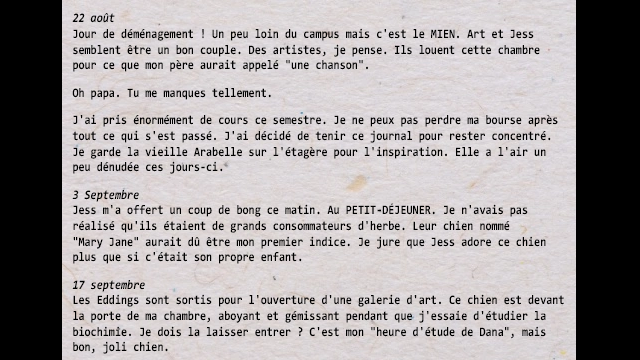 22 août
Jour de déménagement ! Un peu loin du campus mais c'est le MIEN. Art et Jess
semblent être un bon couple. Des artistes, je pense. Ils louent cette chambre
pour ce que mon père aurait appelé "une chanson".
Oh papa. Tu me manques tellement.
J'ai pris énormément de cours ce semestre. Je ne peux pas perdre ma bourse après
tout ce qui s'est passé. J'ai décidé de tenir ce journal pour rester concentré.
Je garde la vieille Arabelle sur l'étagère pour l'inspiration. Elle a l'air un
peu dénudée ces jours-ci.
3 Septembre
Jess m'a offert un coup de bong ce matin. Au PETIT-DÉJEUNER. Je n'avais pas
réalisé qu'ils étaient de grands consommateurs d'herbe. Leur chien nommé
"Mary Jane" aurait dû être mon premier indice. Je jure que Jess adore ce chien
plus que si c'était son propre enfant.
17 septembre
Les Eddings sont sortis pour l'ouverture d'une galerie d'art. Ce chien est devant
la porte de ma chambre, aboyant et gémissant pendant que j'essaie d'étudier la
biochimie. Je dois la laisser entrer ? C'est mon "heure d'étude de Dana", mais
bon, joli chien.